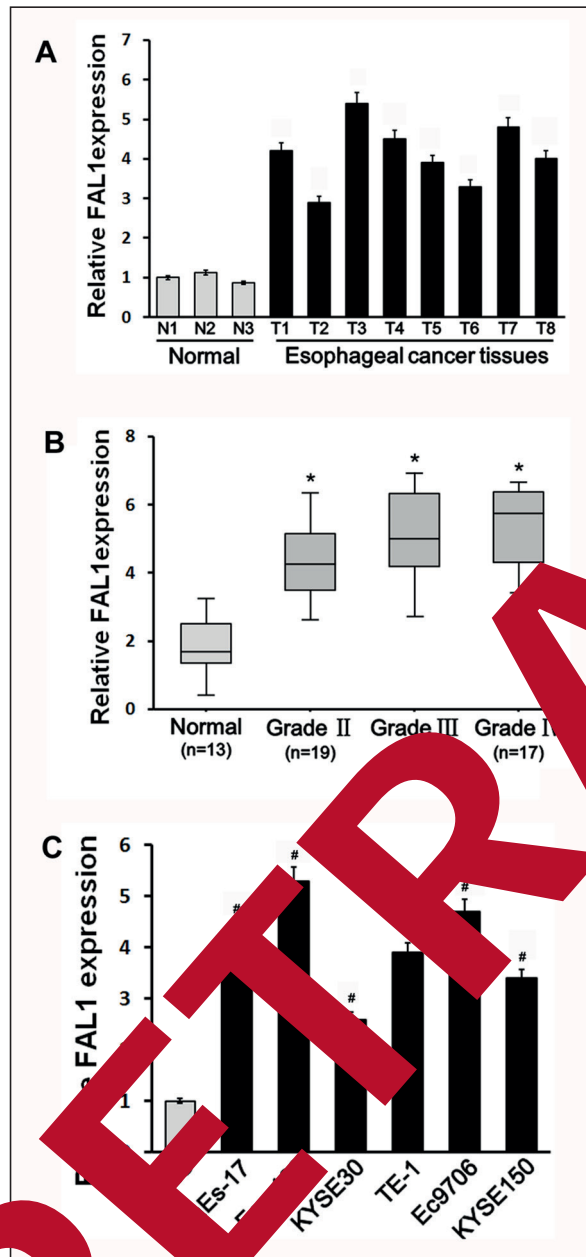 A
Relative FAL1expression
7
6
5
4
3
2
1
0
N1 N2 N3 T1 T2 T3 T4 T5 T6 T7 T8
Normal Esophageal cancer tissues
B
Relative FAL1expression
8
6
4
2
0
* * *
Normal Grade II Grade III Grade
(n=13) (n=19) (n=17)
C
FAL1 expression
6
5
4
3
1
# # # # #
Es-17 KYSE30 TE-1 Ec9706 KYSE150